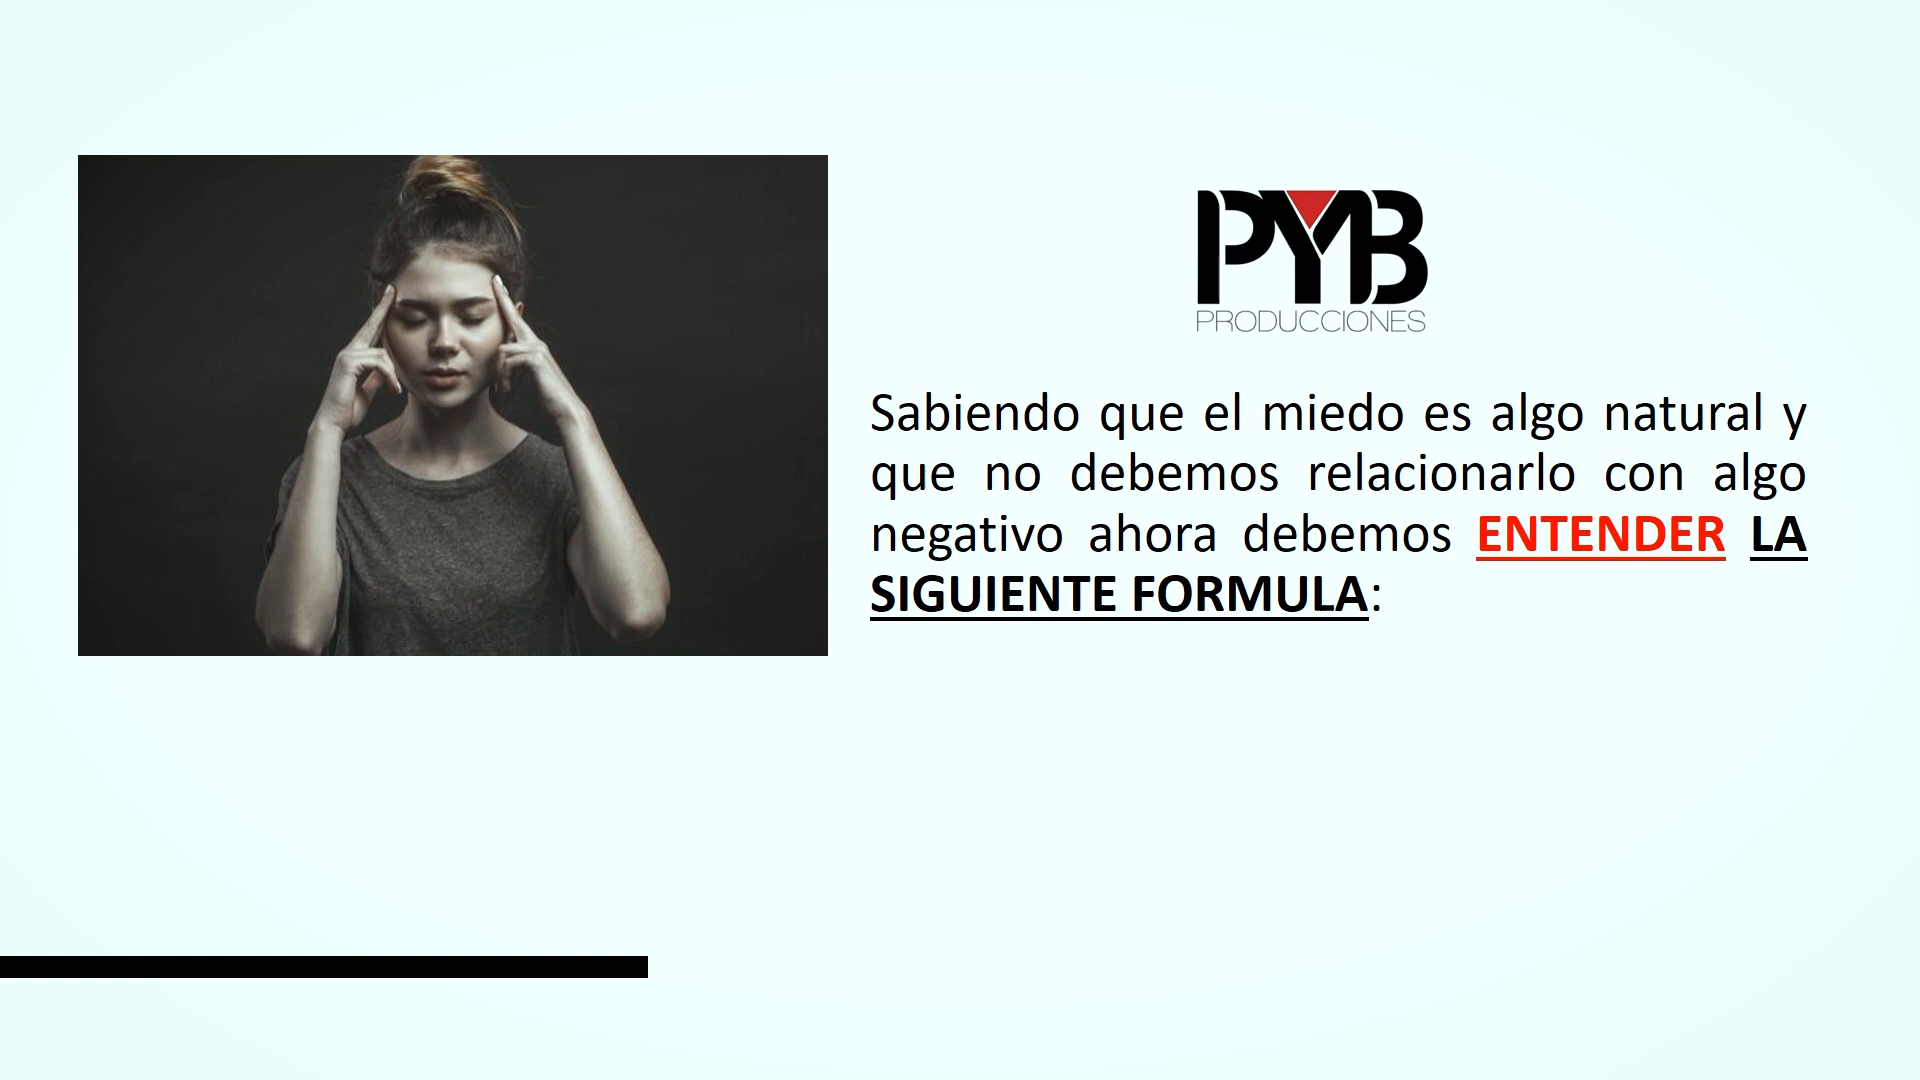 PYB
PRODUCCIONES
Sabiendo que el miedo es algo natural y
que no debemos relacionarlo con algo
negativo ahora debemos ENTENDER LA
SIGUIENTE FORMULA: